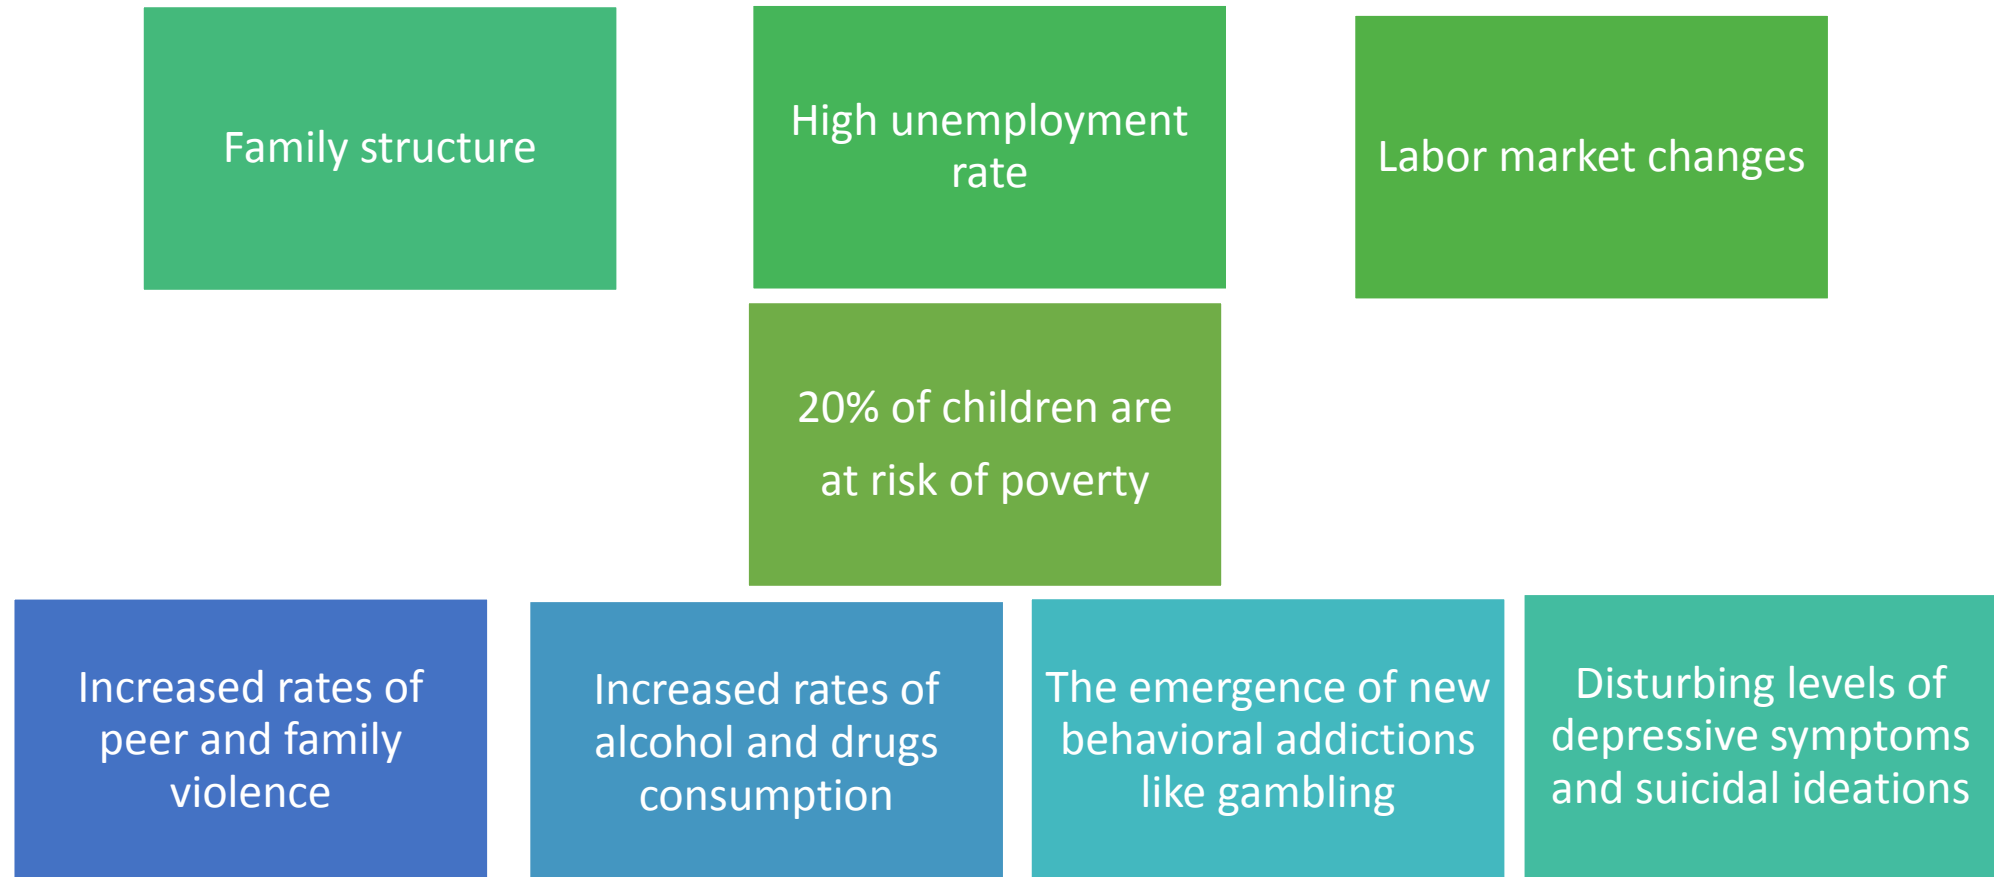 Family structure
High unemployment
rate
Labor market changes
20% of children are
at risk of poverty
Increased rates of
peer and family
violence
Increased rates of
alcohol and drugs
consumption
The emergence of new
behavioral addictions
like gambling
Disturbing levels of
depressive symptoms
and suicidal ideations